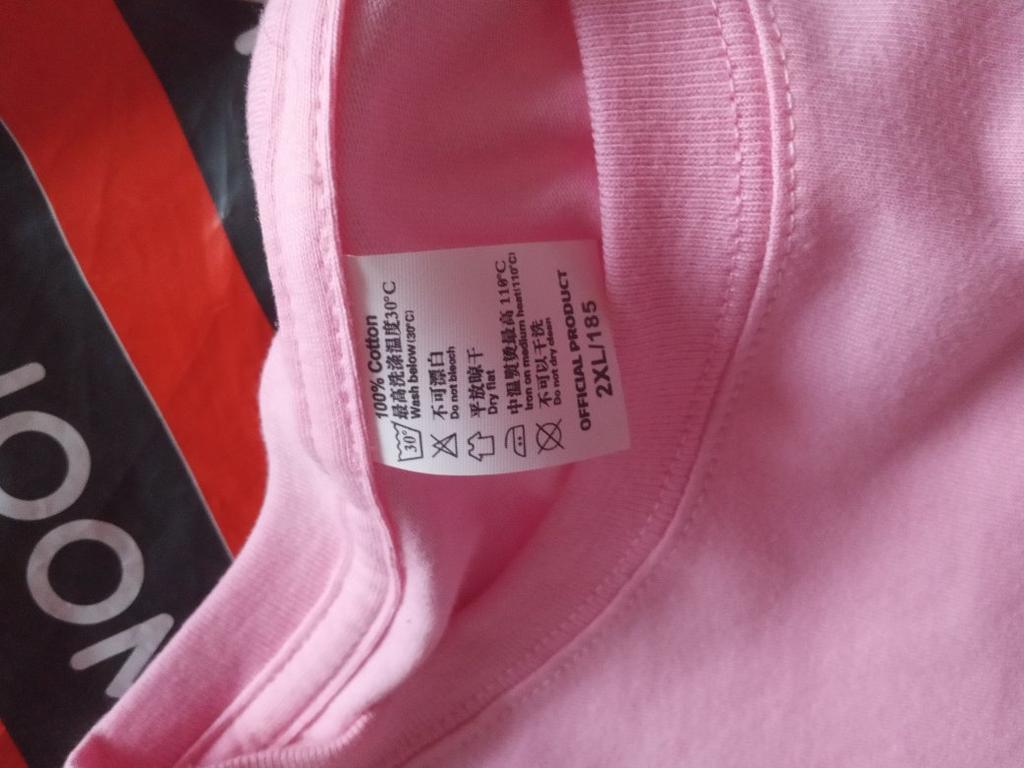 100% Cotton
30°
最高洗涤温度30°C
Wash below(30°C)
不可漂白
Do not bleach
平放晾干
Dry flat
中温熨烫最高 110°C
Iron on medium heat(110°C)
不可以干洗
Do not dry clean
OFFICIAL PRODUCT
2XL/185